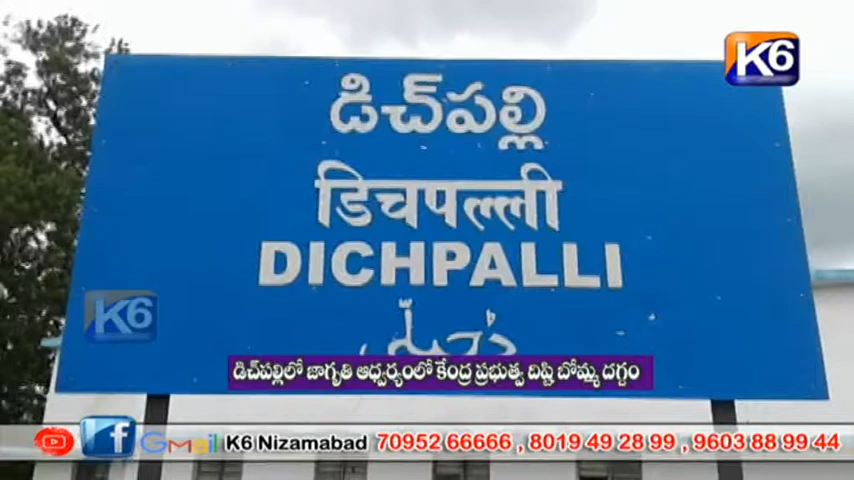 K6
డిచ్‌పల్లి
डिचपल्ली
DICHPALLI
K6
డిచ్‌పల్లిలో జాగృతి ఆధ్వర్యంలో కేంద్ర ప్రభుత్వ దిష్టి బొమ్మ దగ్ధం
f Gmail K6 Nizamabad 70952 66666 , 8019 49 28 99 , 9603 88 99 44